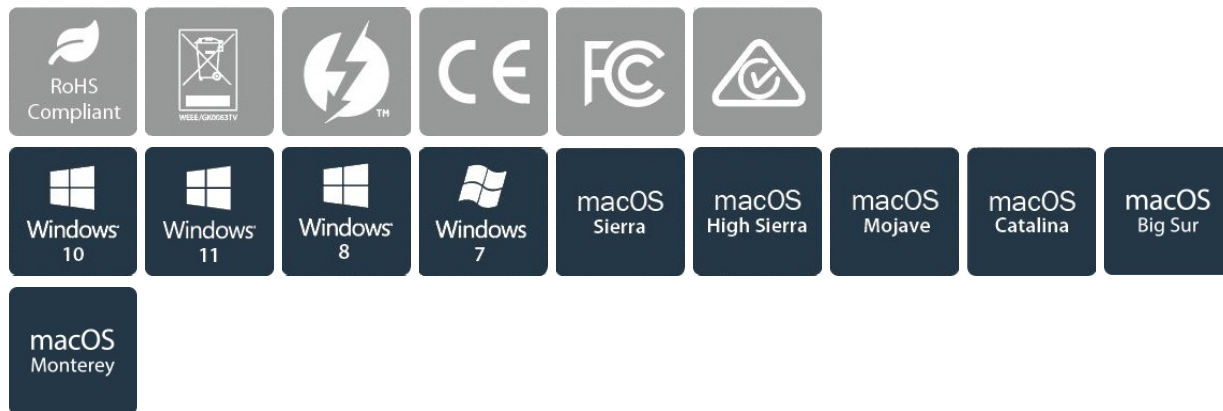 RoHS
Compliant
WEEE/GK0063TV
TM
CE
FC
Windows
10
Windows
11
Windows
8
Windows
7
macOS
Sierra
macOS
High Sierra
macOS
Mojave
macOS
Catalina
macOS
Big Sur
macOS
Monterey